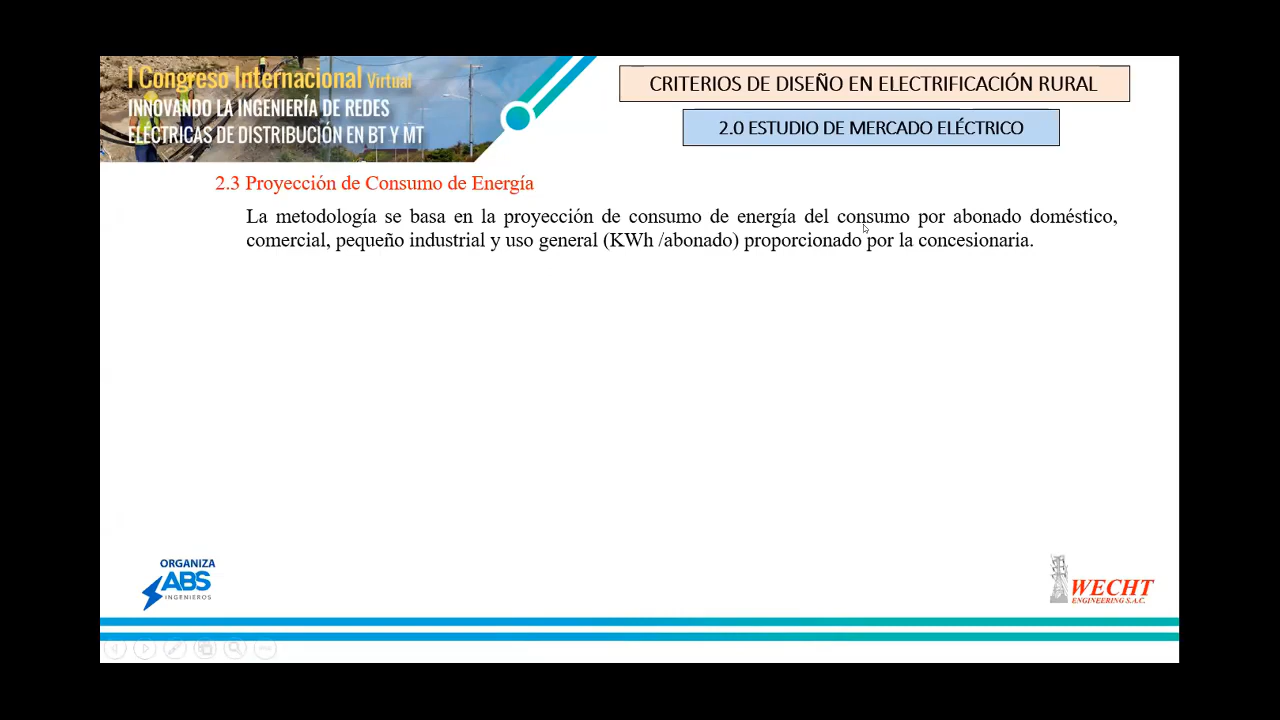 I Congreso Internacional Virtual
INNOVANDO LA INGENIERÍA DE REDES
ELÉCTRICAS DE DISTRIBUCIÓN EN BT Y MT
CRITERIOS DE DISEÑO EN ELECTRIFICACIÓN RURAL
2.0 ESTUDIO DE MERCADO ELÉCTRICO
2.3 Proyección de Consumo de Energía
La metodología se basa en la proyección de consumo de energía del consumo por abonado doméstico,
comercial, pequeño industrial y uso general (KWh /abonado) proporcionado por la concesionaria.
ORGANIZA
ABS
INGENIEROS
WECHT
ENGINEERING S.A.C.